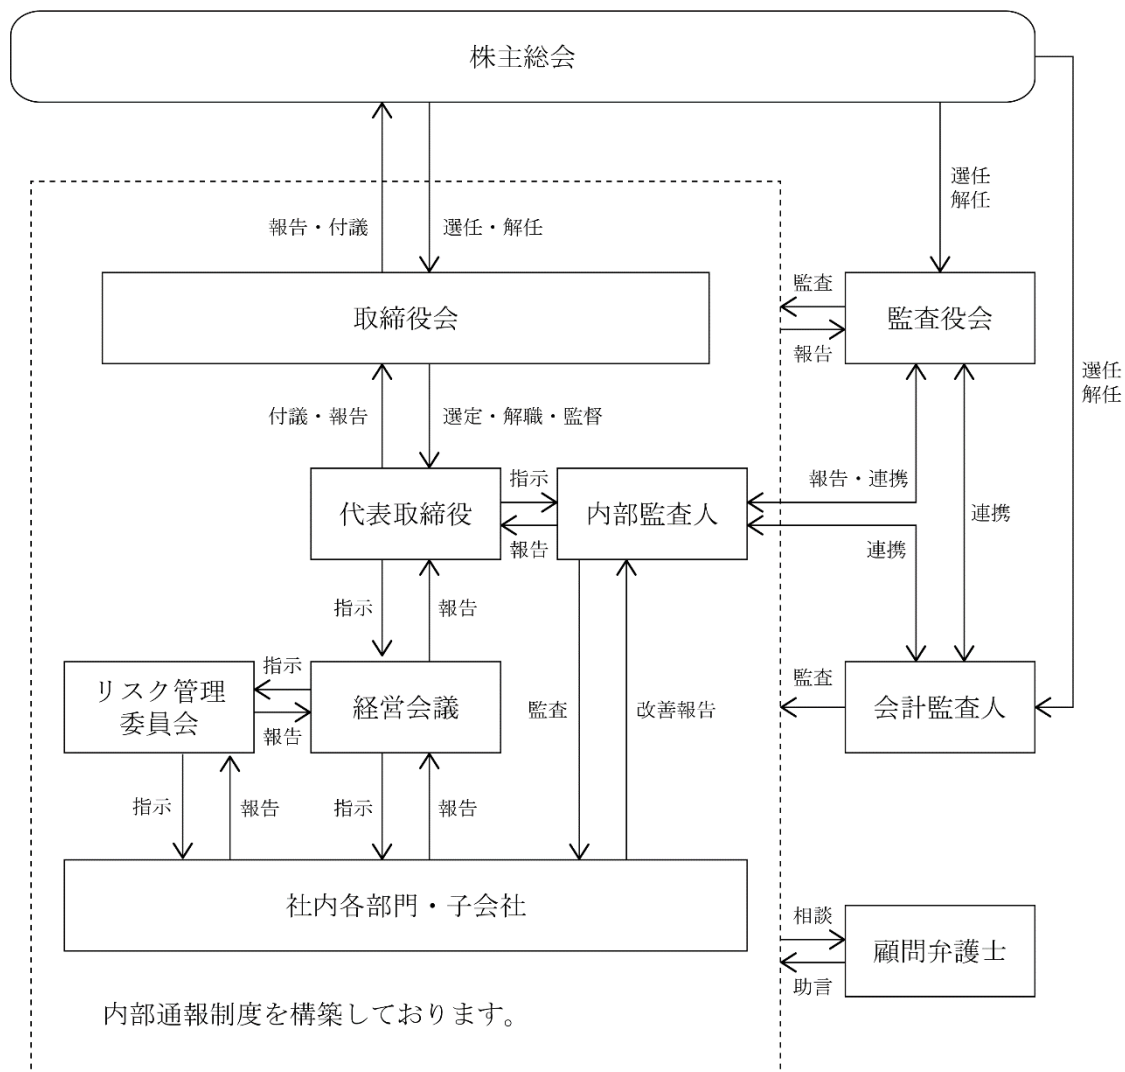 株主総会
選任
解任
報告・付議
選任・解任
監査
取締役会
監査役会
報告
選任
解任
付議・報告
選定・解職・監督
指示
報告・連携
代表取締役
内部監査人
連携
報告
連携
指示
報告
指示
監査
リスク管理
委員会
経営会議
監査
改善報告
会計監査人
報告
指示
報告
指示
報告
社内各部門・子会社
相談
顧問弁護士
助言
内部通報制度を構築しております。